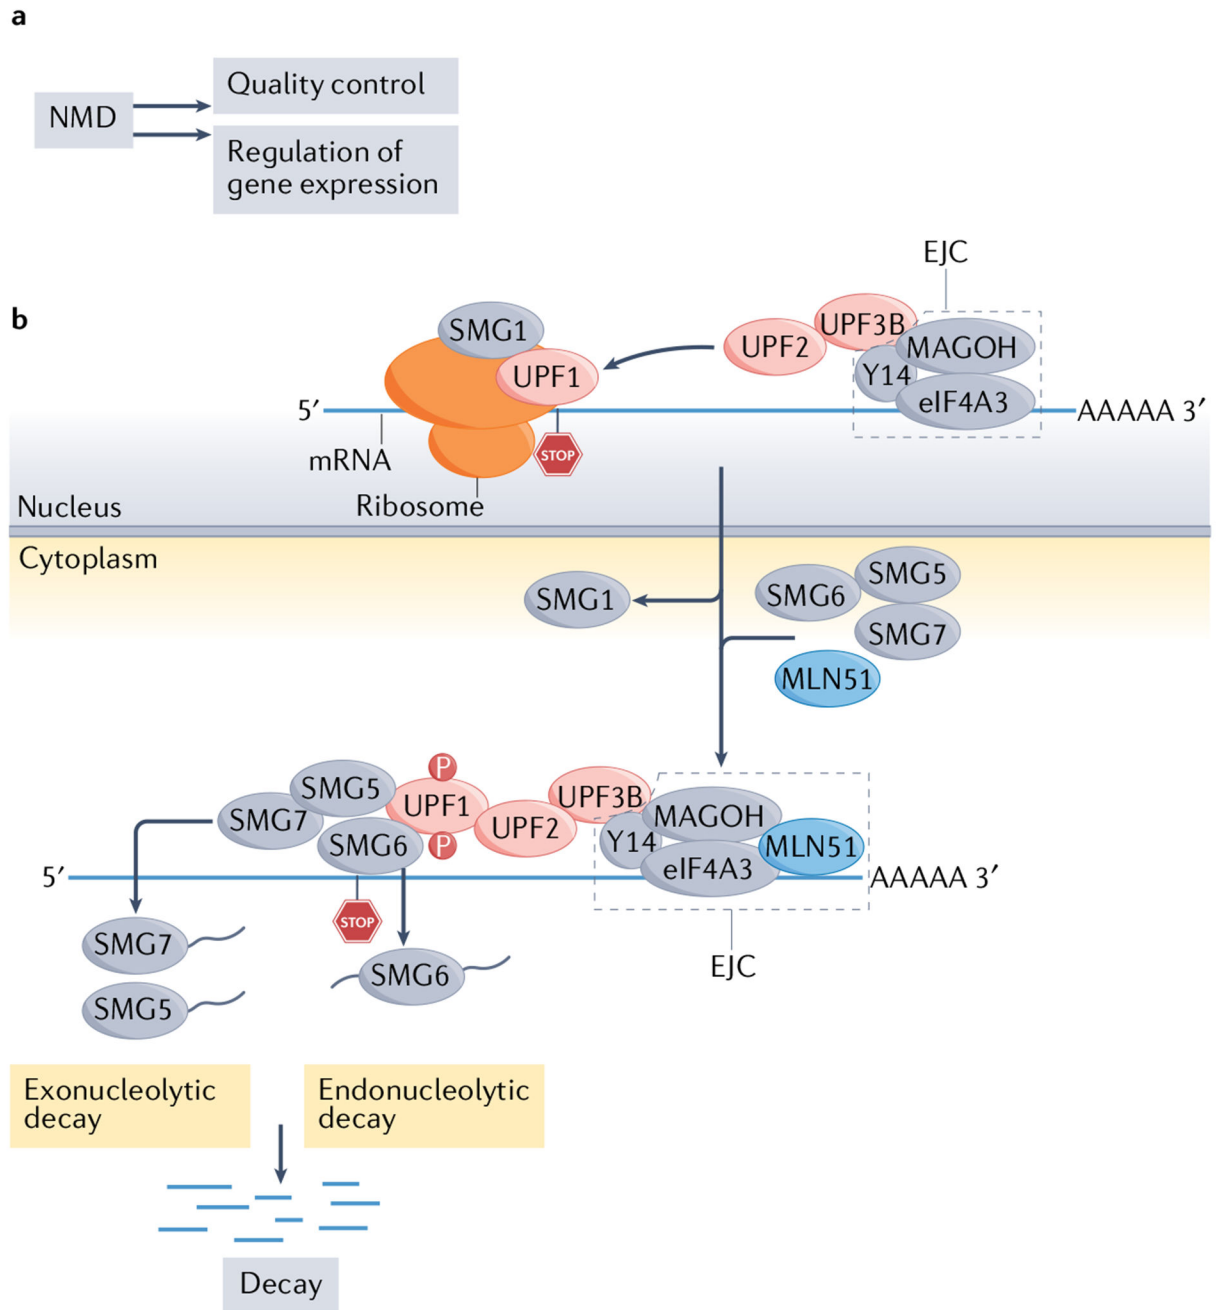 a
NMD
Quality control
Regulation of
gene expression
b
EJC
SMG1
UPF1
UPF2
UPF3B
MAGOH
Y14
eIF4A3
5′
AAAAA 3′
STOP
mRNA
Ribosome
Nucleus
Cytoplasm
SMG1
SMG6
SMG5
SMG7
MLN51
P
SMG5
SMG7
UPF1
UPF2
UPF3B
MAGOH
SMG6
P
Y14
MLN51
eIF4A3
5′
AAAAA 3′
STOP
EJC
SMG7
SMG6
SMG5
Exonucleolytic
decay
Endonucleolytic
decay
Decay